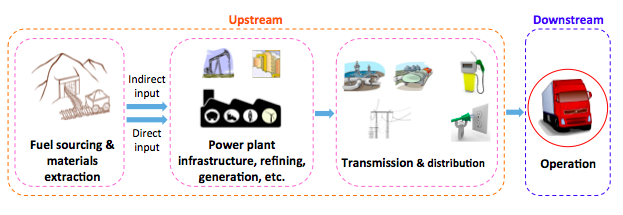 Upstream
Downstream
Indirect
input
Direct
input
Fuel sourcing &
materials
extraction
Power plant
infrastructure, refining,
generation, etc.
Transmission & distribution
Operation